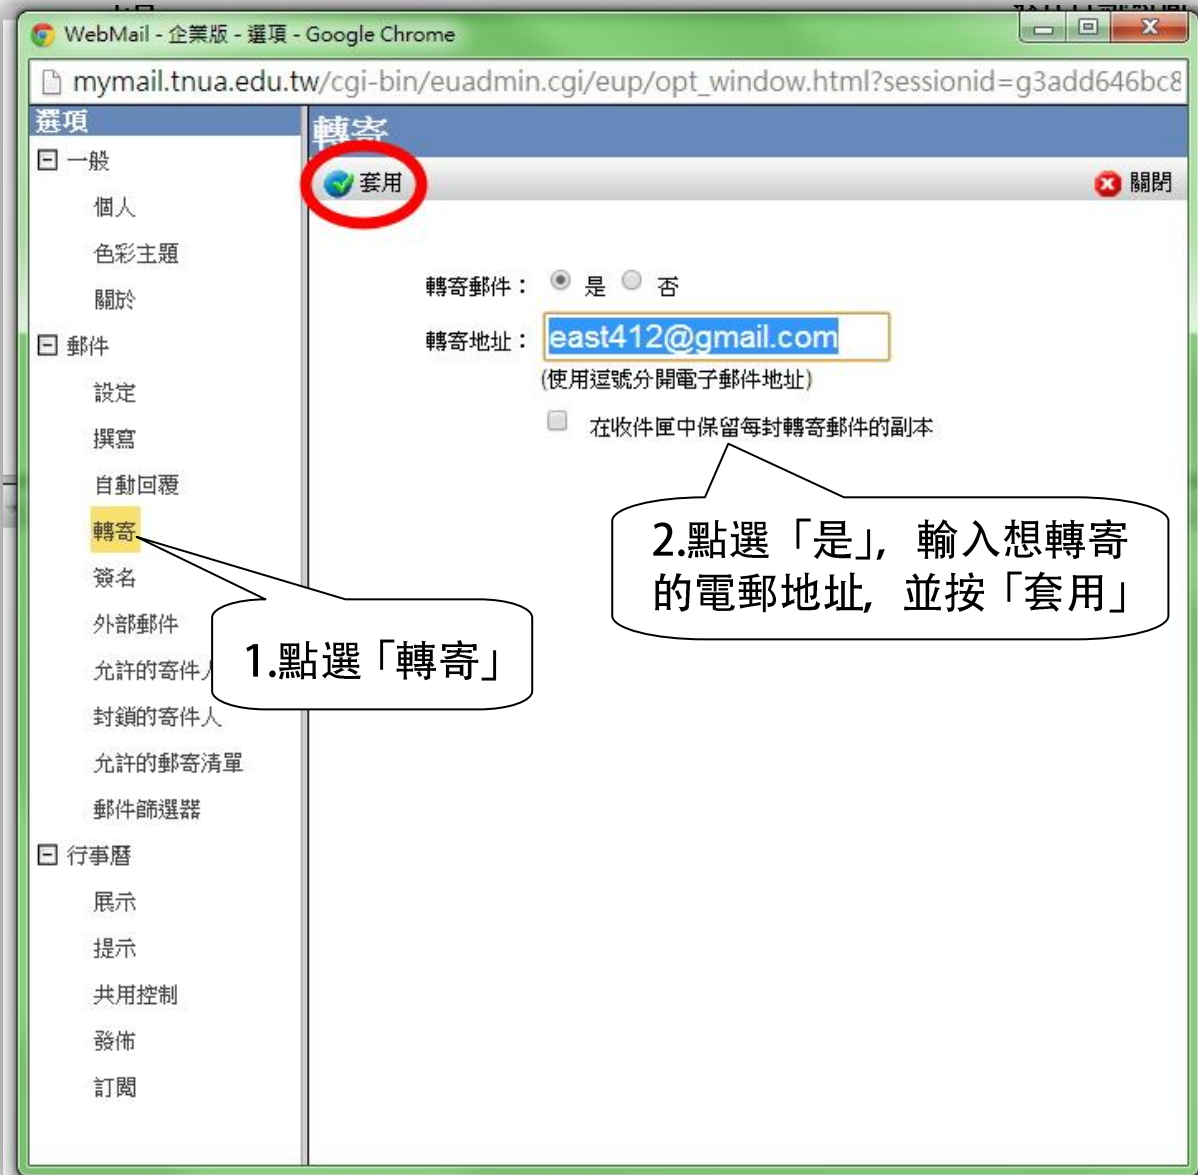 WebMail - 企業版 - 選項 - Google Chrome
mymail.tnua.edu.tw/cgi-bin/euadmin.cgi/eup/opt_window.html?sessionid=g3add646bc8
選項
一般
個人
色彩主題
關於
郵件
設定
撰寫
自動回覆
轉寄
簽名
外部郵件
允許的寄件人
封鎖的寄件人
允許的郵寄清單
郵件篩選器
行事曆
展示
提示
共用控制
發佈
訂閱
轉寄
套用
關閉
轉寄郵件： 是 否
轉寄地址： east412@gmail.com
(使用逗號分開電子郵件地址)
在收件匣中保留每封轉寄郵件的副本
1.點選「轉寄」
2.點選「是」，輸入想轉寄
的電郵地址，並按「套用」